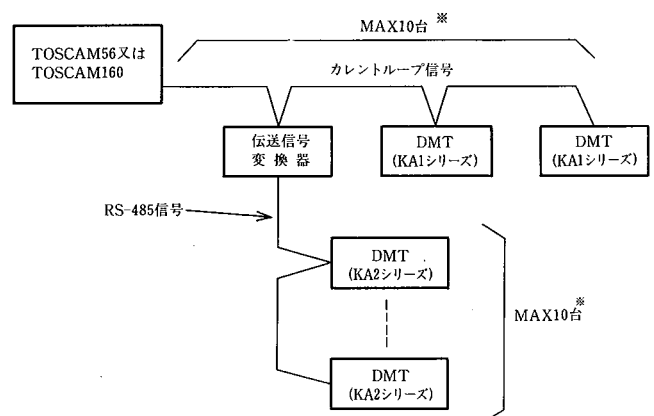 MAX10台※
TOSCAM56又は
TOSCAM160
カレントループ信号
伝送信号
変換器
DMT
(KA1シリーズ)
DMT
(KA1シリーズ)
RS-485信号
DMT
(KA2シリーズ)
MAX10台※
DMT
(KA2シリーズ)